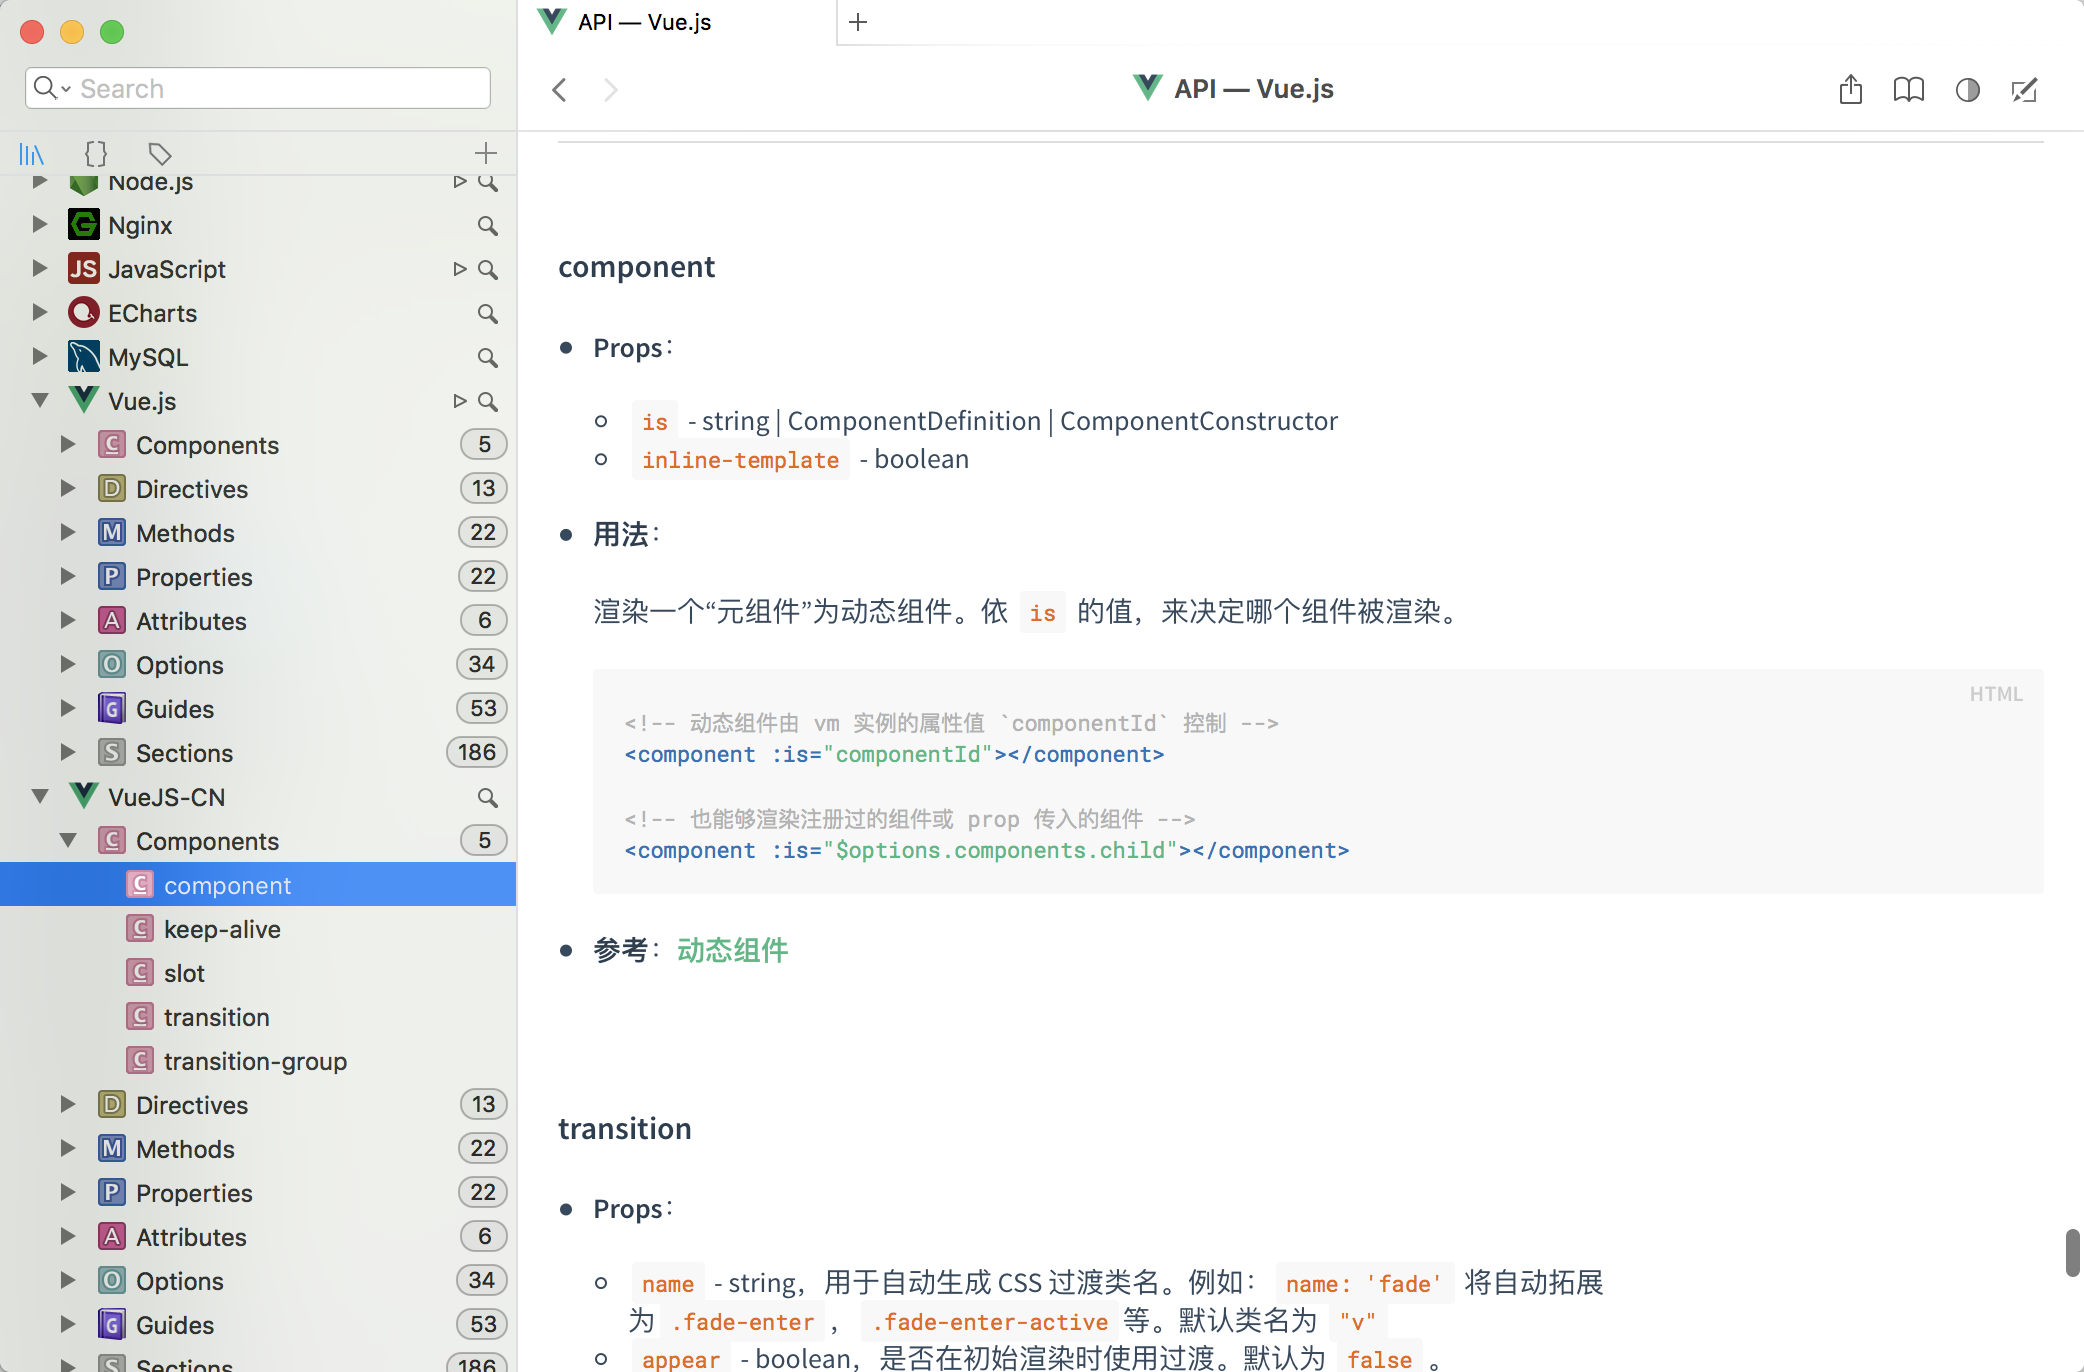 API — Vue.js
Search
API — Vue.js
Node.js
Nginx
JavaScript
ECharts
MySQL
Vue.js
Components 5
Directives 13
Methods 22
Properties 22
Attributes 6
Options 34
Guides 53
Sections 186
VueJS-CN
Components 5
component
keep-alive
slot
transition
transition-group
Directives 13
Methods 22
Properties 22
Attributes 6
Options 34
Guides 53
Sections 186
component
Props:
is - string | ComponentDefinition | ComponentConstructor
inline-template - boolean
用法:
渲染一个“元组件”为动态组件。依 is 的值，来决定哪个组件被渲染。
HTML
<!-- 动态组件由 vm 实例的属性值 `componentId` 控制 -->
<component :is="componentId"></component>
<!-- 也能够渲染注册过的组件或 prop 传入的组件 -->
<component :is="$options.components.child"></component>
参考: 动态组件
transition
Props:
name - string，用于自动生成 CSS 过渡类名。例如： name: 'fade' 将自动拓展
为 .fade-enter ， .fade-enter-active 等。默认类名为 "v"
appear - boolean，是否在初始渲染时使用过渡。默认为 false 。